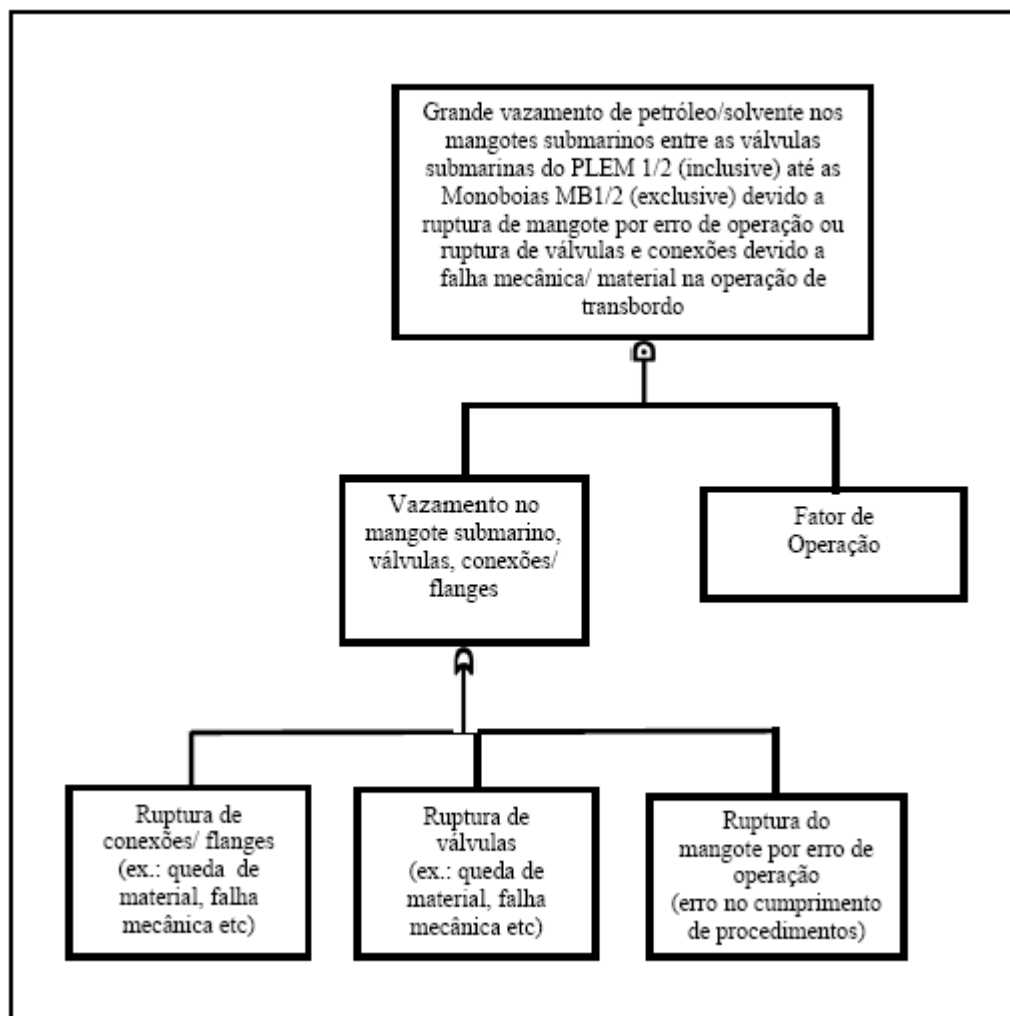 Grande vazamento de petróleo/solvente nos
mangotes submarinos entre as válvulas
submarinas do PLEM 1/2 (inclusive) até as
Monoboias MB1/2 (exclusive) devido a
ruptura de mangote por erro de operação ou
ruptura de válvulas e conexões devido a
falha mecânica/ material na operação de
transbordo
Vazamento no
mangote submarino,
válvulas, conexões/
flanges
Fator de
Operação
Ruptura de
conexões/ flanges
(ex.: queda de
material, falha
mecânica etc)
Ruptura de
válvulas
(ex.: queda de
material, falha
mecânica etc)
Ruptura do
mangote por erro de
operação
(erro no cumprimento
de procedimentos)